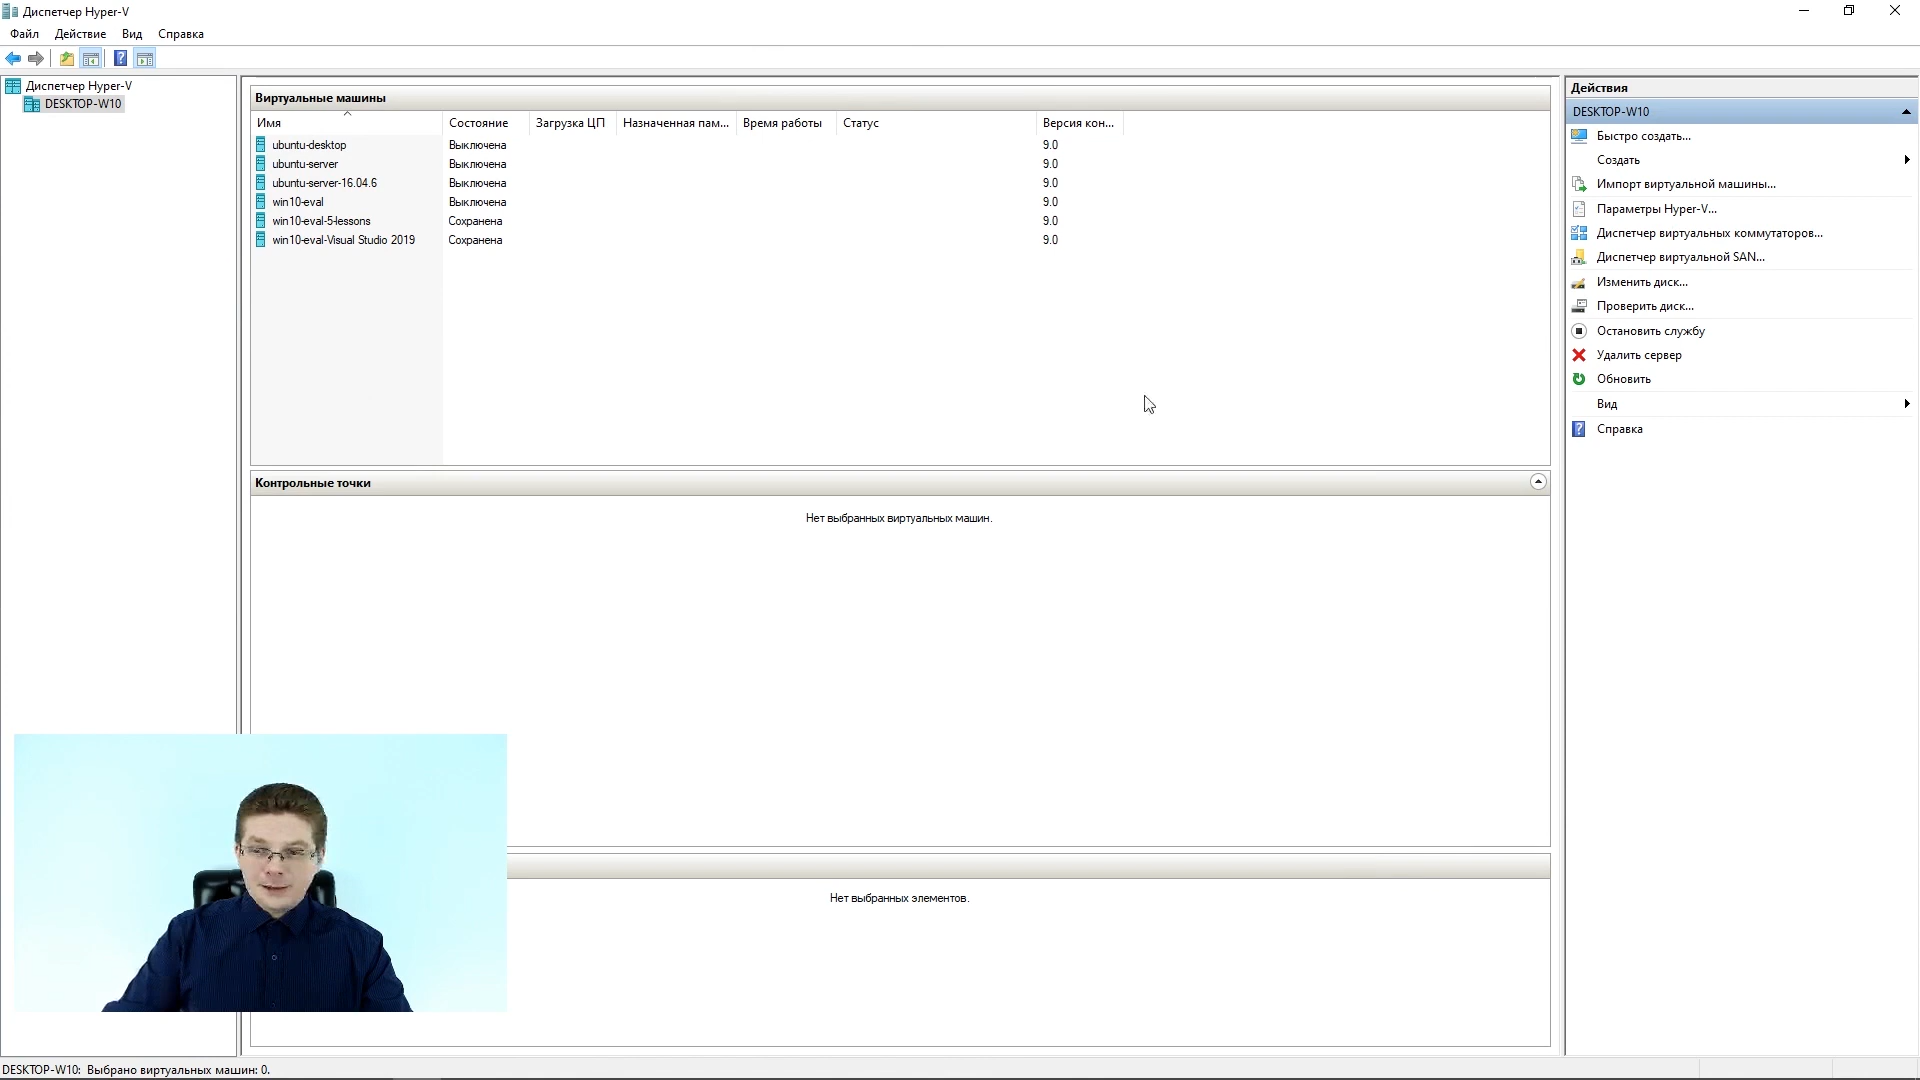 Диспетчер Hyper-V
Файл Действие Вид Справка
Диспетчер Hyper-V
DESKTOP-W10
Виртуальные машины
Имя Состояние Загрузка ЦП Назначенная пам... Время работы Статус Версия кон...
ubuntu-desktop Выключена 9.0
ubuntu-server Выключена 9.0
ubuntu-server-16.04.6 Выключена 9.0
win10-eval Выключена 9.0
win10-eval-5-lessons Сохранена 9.0
win10-eval-Visual Studio 2019 Сохранена 9.0
Контрольные точки
Нет выбранных виртуальных машин.
Нет выбранных элементов.
Действия
DESKTOP-W10
Быстро создать...
Создать
Импорт виртуальной машины...
Параметры Hyper-V...
Диспетчер виртуальных коммутаторов...
Диспетчер виртуальной SAN...
Изменить диск...
Проверить диск...
Остановить службу
Удалить сервер
Обновить
Вид
Справка
DESKTOP-W10: Выбрано виртуальных машин: 0.